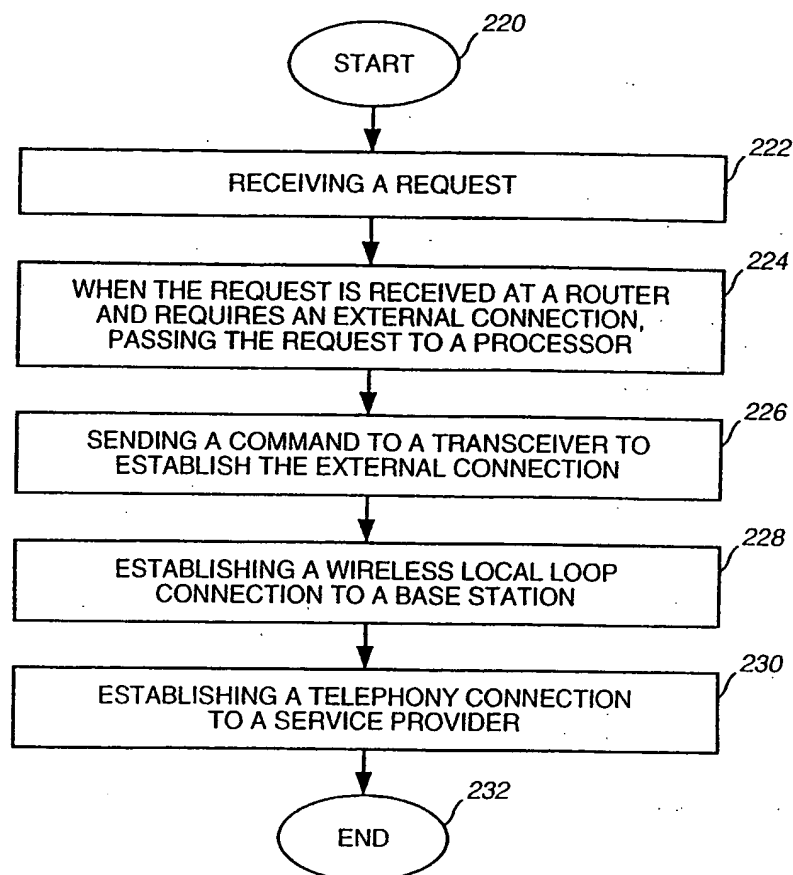 220
START
222
RECEIVING A REQUEST
224
WHEN THE REQUEST IS RECEIVED AT A ROUTER
AND REQUIRES AN EXTERNAL CONNECTION,
PASSING THE REQUEST TO A PROCESSOR
226
SENDING A COMMAND TO A TRANSCEIVER TO
ESTABLISH THE EXTERNAL CONNECTION
228
ESTABLISHING A WIRELESS LOCAL LOOP
CONNECTION TO A BASE STATION
230
ESTABLISHING A TELEPHONY CONNECTION
TO A SERVICE PROVIDER
232
END